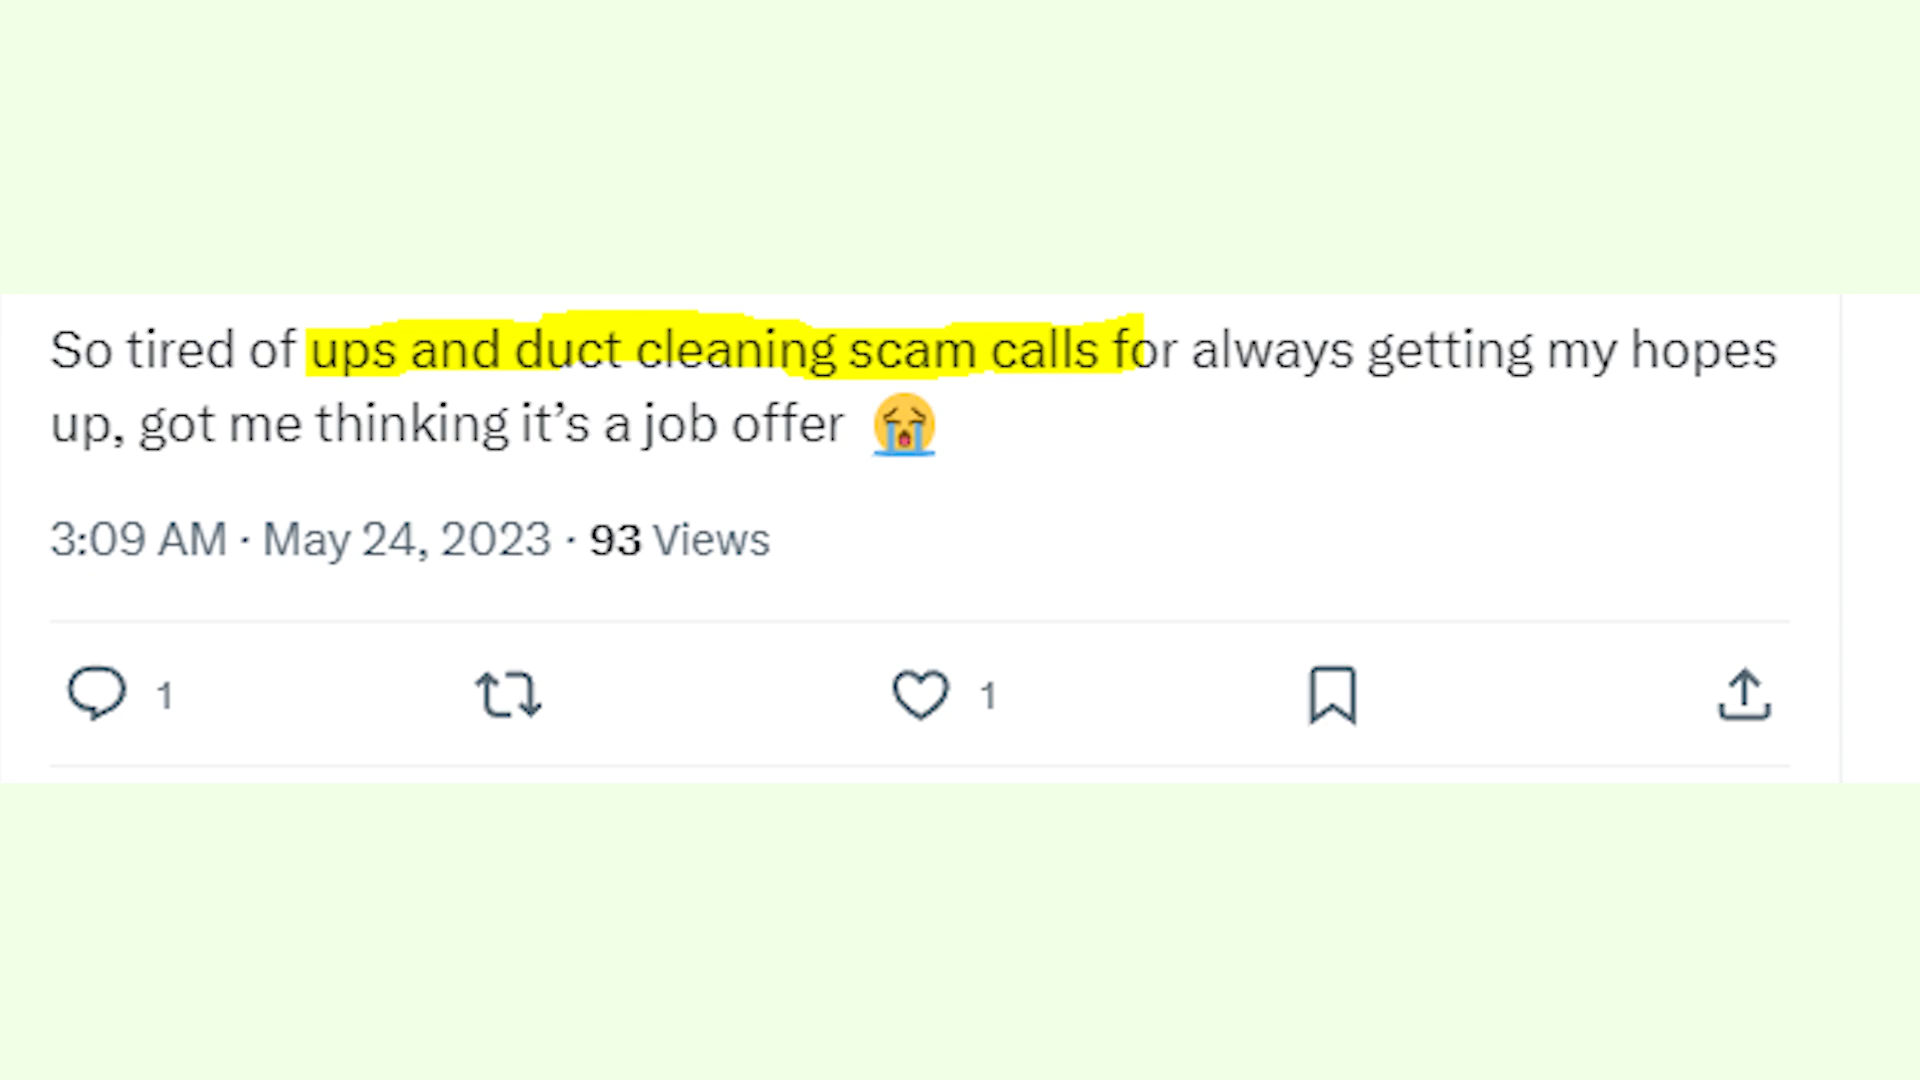 So tired of ups and duct cleaning scam calls for always getting my hopes
up, got me thinking it’s a job offer 😭
3:09 AM · May 24, 2023 · 93 Views
1 1